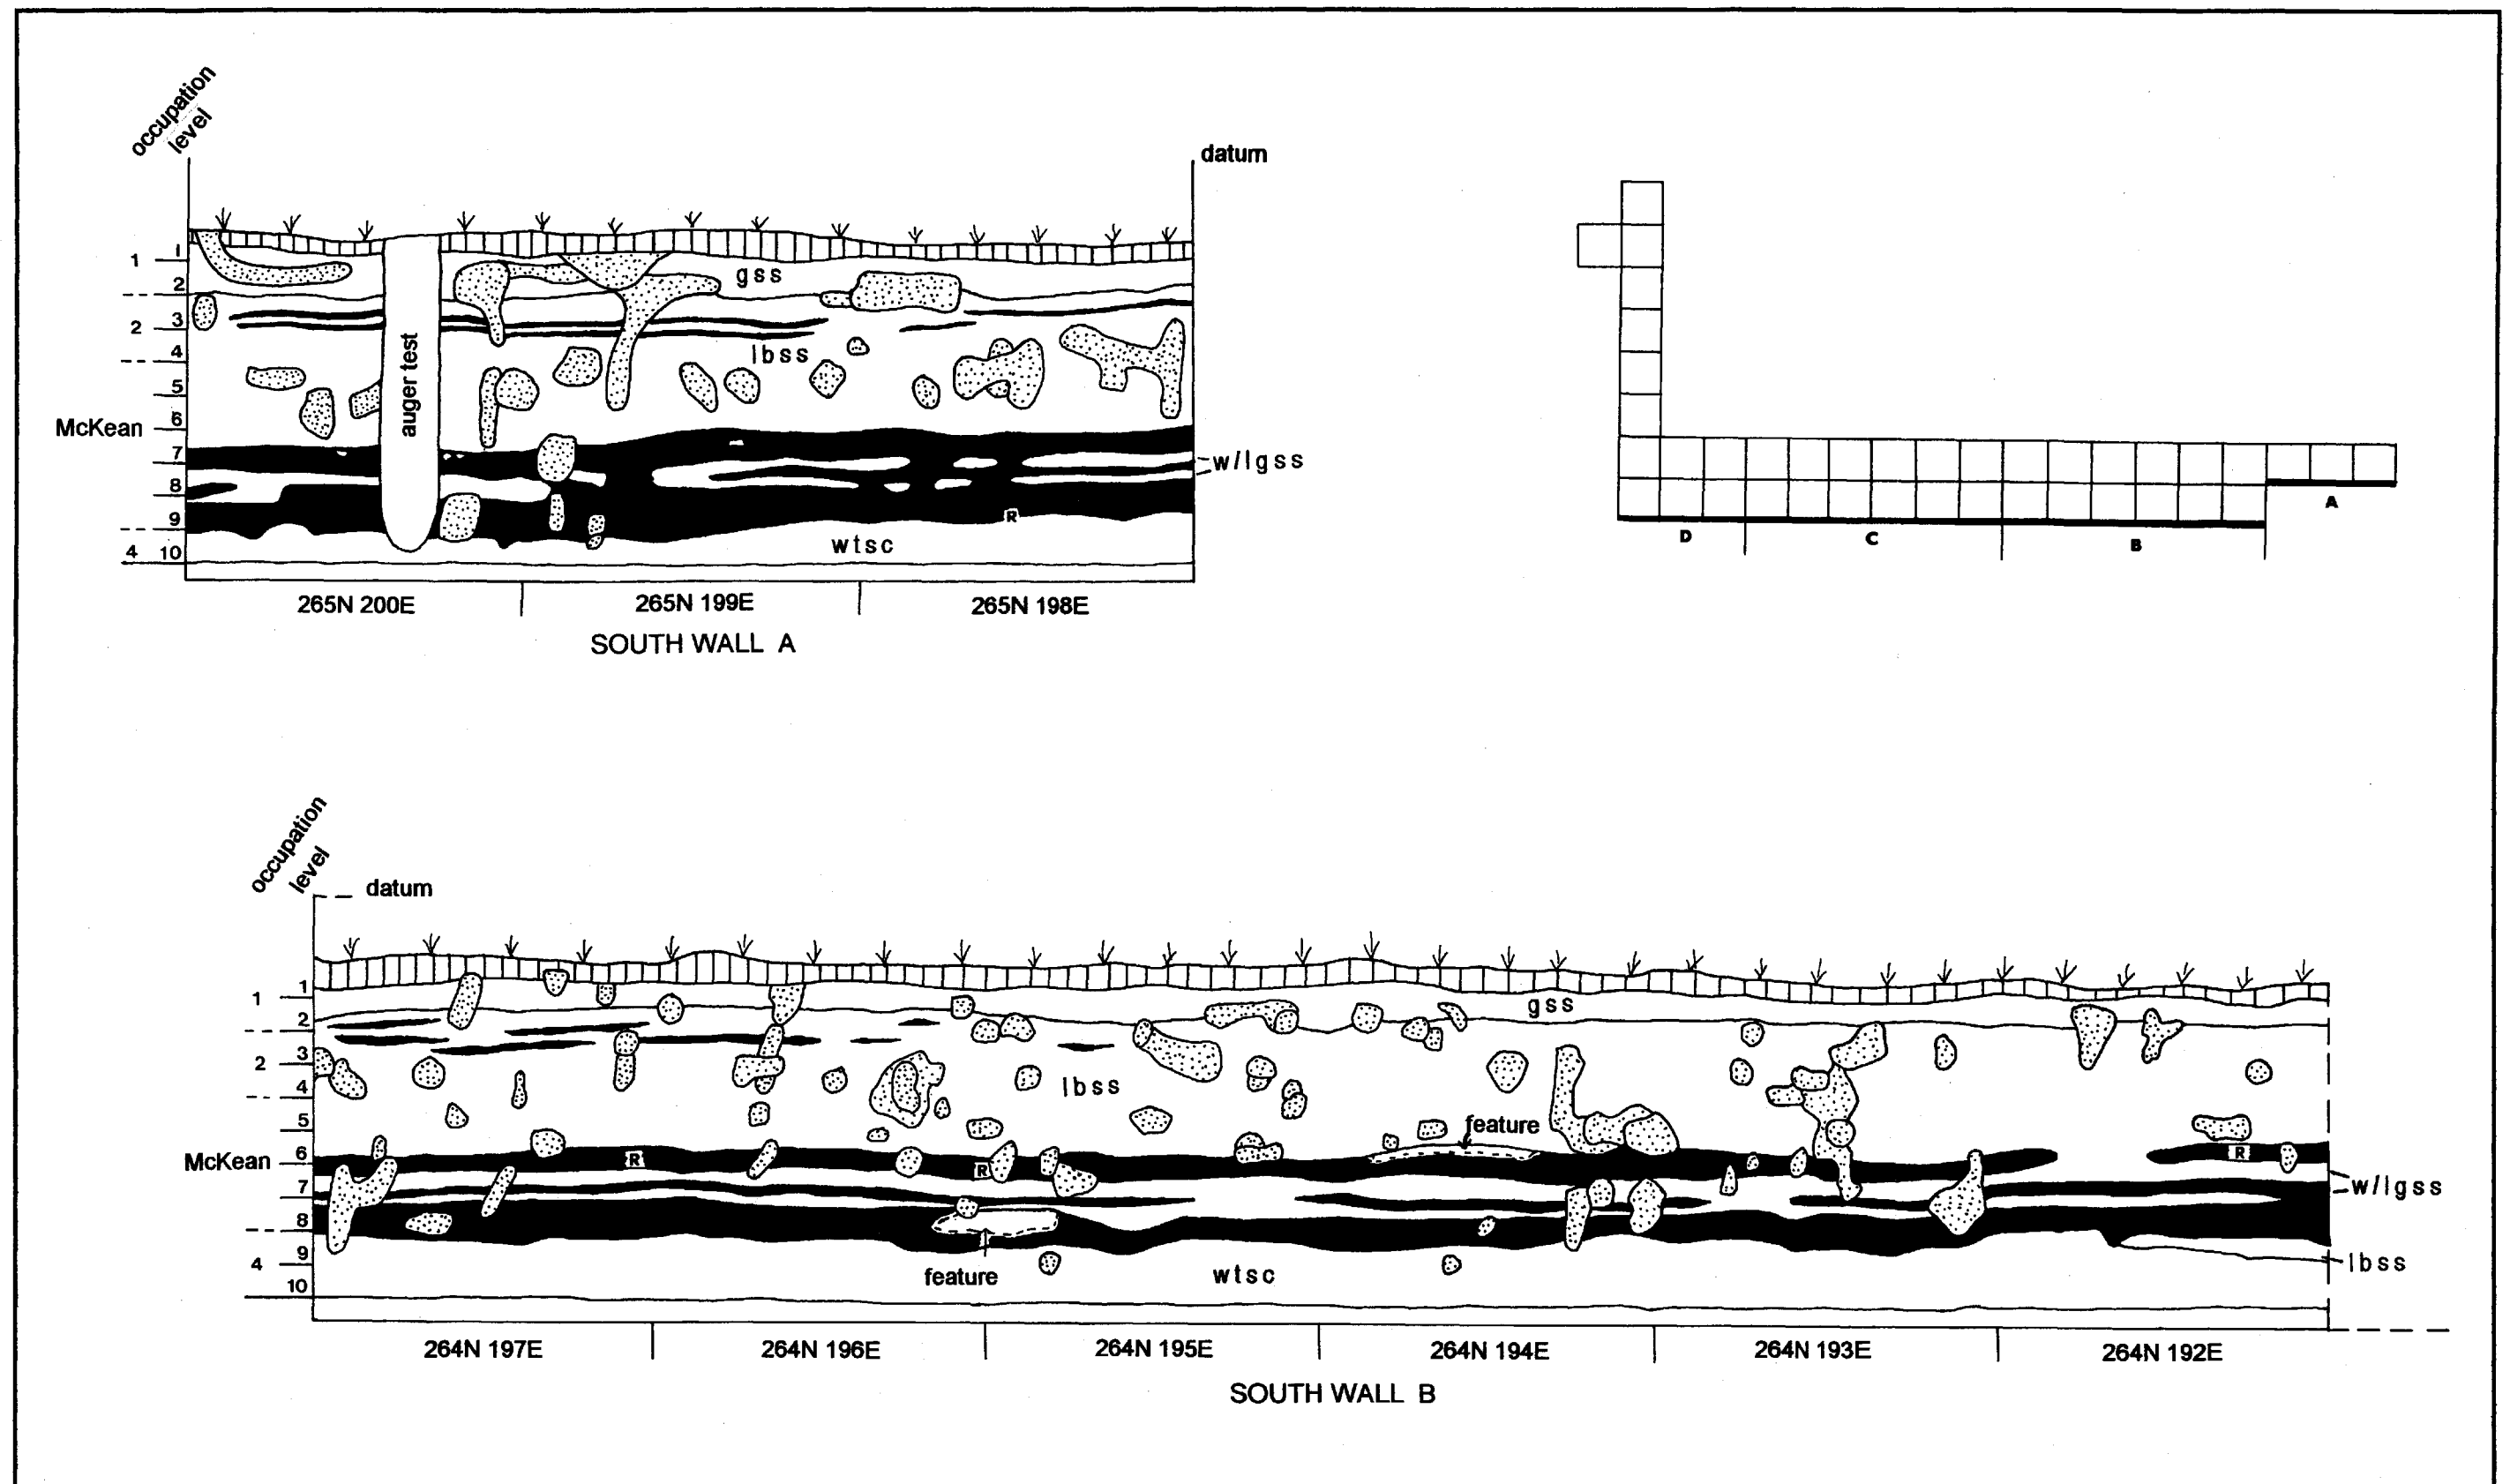 occupation
level
datum
1
1
2
gss
2
3
lbss
4
auger test
5
McKean
6
7
w/lgss
8
9
R
4
10
wtsc
265N 200E
265N 199E
265N 198E
SOUTH WALL A
A
D
C
B
occupation
level
datum
1
1
gss
2
2
3
4
lbss
5
feature
McKean
6
R
R
R
7
w/lgss
8
9
lbss
4
feature
wtsc
10
264N 197E
264N 196E
264N 195E
264N 194E
264N 193E
264N 192E
SOUTH WALL B